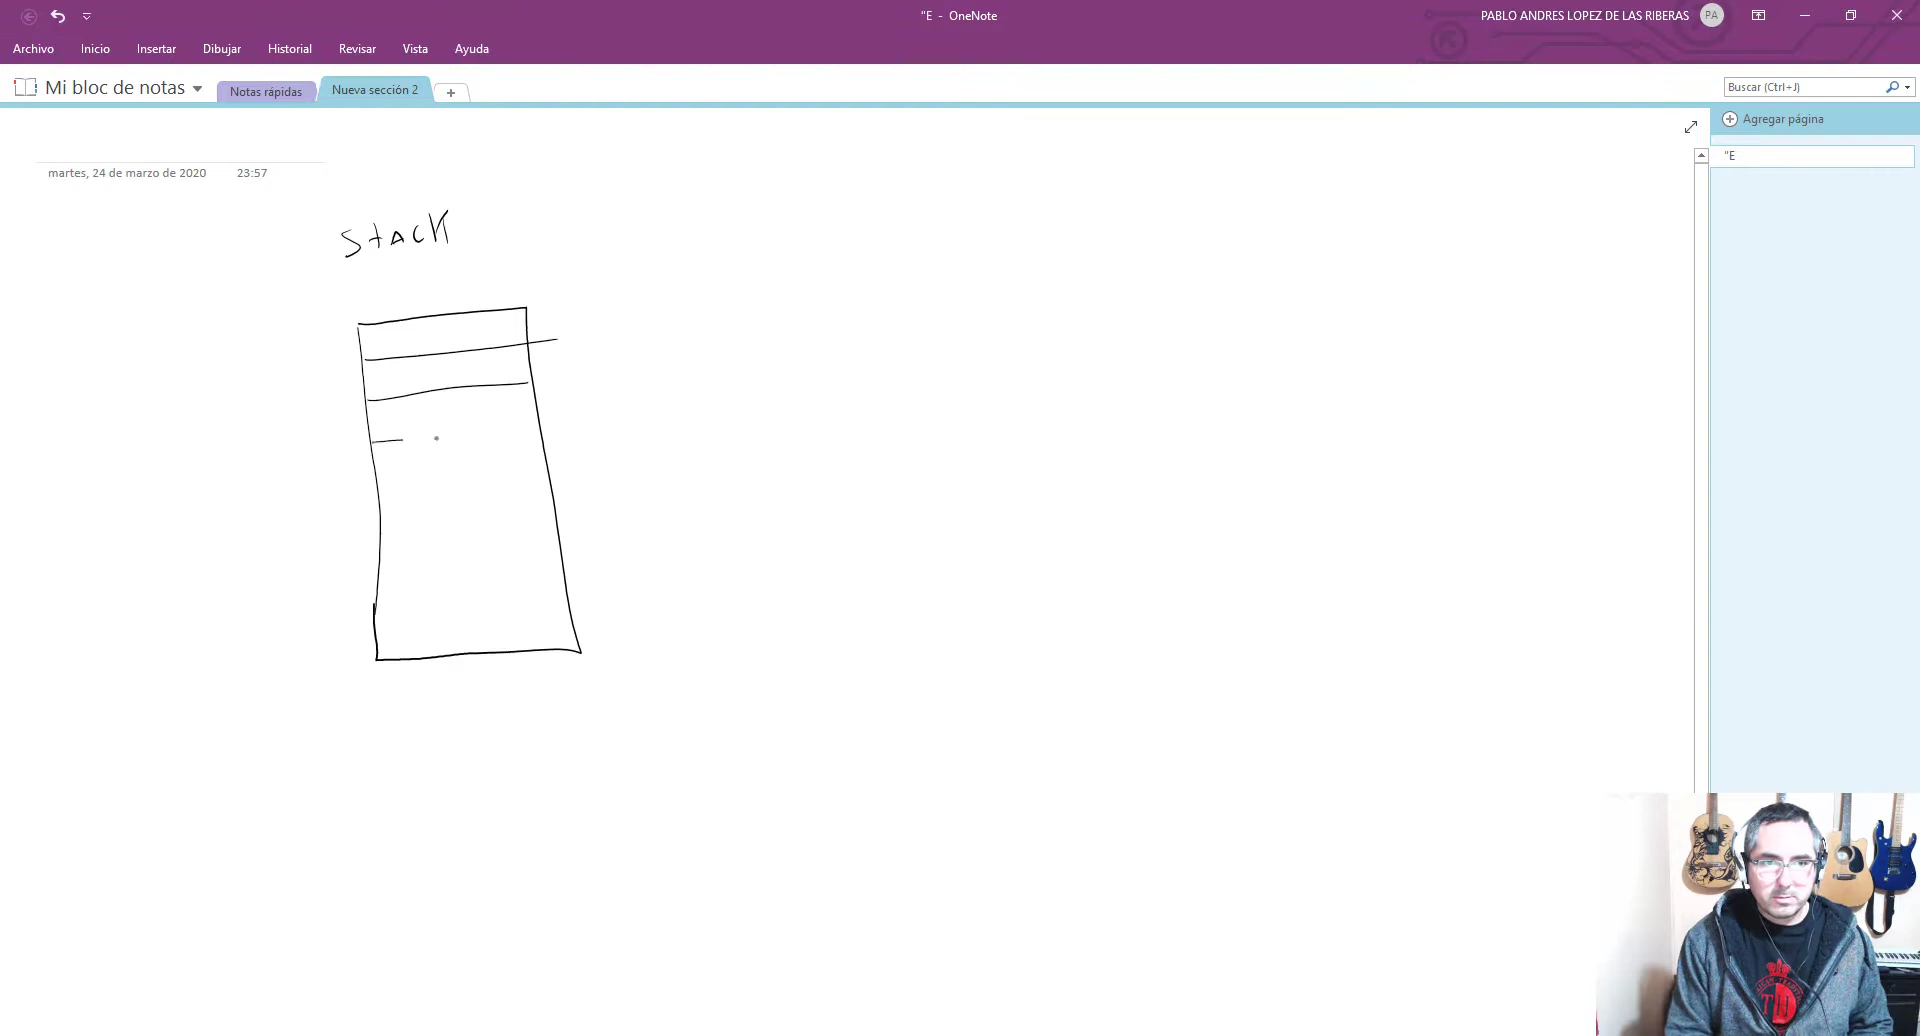 "E - OneNote
PABLO ANDRES LOPEZ DE LAS RIBERAS
PA
Archivo
Inicio
Insertar
Dibujar
Historial
Revisar
Vista
Ayuda
Mi bloc de notas
Notas rápidas
Nueva sección 2
Buscar (Ctrl+J)
Agregar página
"E
martes, 24 de marzo de 2020
23:57
stack